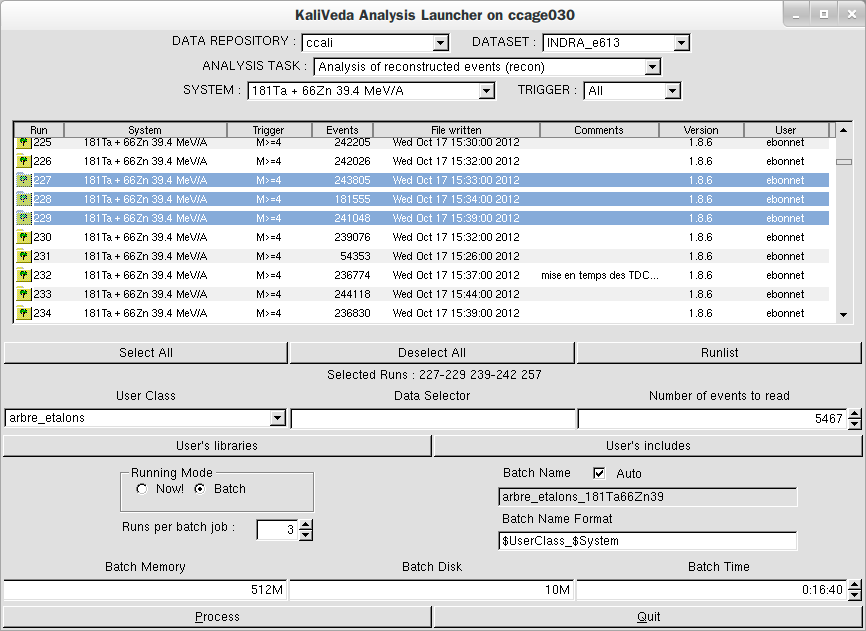 KaliVeda Analysis Launcher on ccage030
DATA REPOSITORY : ccali DATASET : INDRA_e613
ANALYSIS TASK : Analysis of reconstructed events (recon)
SYSTEM : 181Ta + 66Zn 39.4 MeV/A TRIGGER : All
Run System Trigger Events File written Comments Version User
225 181Ta + 66Zn 39.4 MeV/A M>=4 242205 Wed Oct 17 15:30:00 2012 1.8.6 ebonnet
226 181Ta + 66Zn 39.4 MeV/A M>=4 242026 Wed Oct 17 15:32:00 2012 1.8.6 ebonnet
227 181Ta + 66Zn 39.4 MeV/A M>=4 243805 Wed Oct 17 15:33:00 2012 1.8.6 ebonnet
228 181Ta + 66Zn 39.4 MeV/A M>=4 181555 Wed Oct 17 15:34:00 2012 1.8.6 ebonnet
229 181Ta + 66Zn 39.4 MeV/A M>=4 241048 Wed Oct 17 15:39:00 2012 1.8.6 ebonnet
230 181Ta + 66Zn 39.4 MeV/A M>=4 239076 Wed Oct 17 15:32:00 2012 1.8.6 ebonnet
231 181Ta + 66Zn 39.4 MeV/A M>=4 54353 Wed Oct 17 15:26:00 2012 1.8.6 ebonnet
232 181Ta + 66Zn 39.4 MeV/A M>=4 236774 Wed Oct 17 15:37:00 2012 mise en temps des TDC... 1.8.6 ebonnet
233 181Ta + 66Zn 39.4 MeV/A M>=4 244118 Wed Oct 17 15:44:00 2012 1.8.6 ebonnet
234 181Ta + 66Zn 39.4 MeV/A M>=4 236830 Wed Oct 17 15:39:00 2012 1.8.6 ebonnet
Select All Deselect All Runlist
Selected Runs : 227-229 239-242 257
User Class Data Selector Number of events to read
arbre_etalons 5467
User's libraries User's includes
Running Mode
Now! Batch
Runs per batch job : 3
Batch Name Auto
arbre_etalons_181Ta66Zn39
Batch Name Format
$UserClass_$System
Batch Memory Batch Disk Batch Time
512M 10M 0:16:40
Process Quit